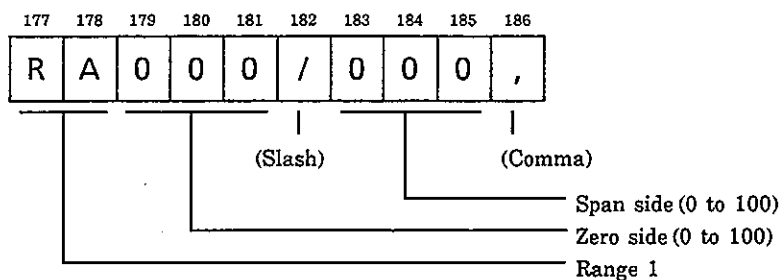 177 178 179 180 181 182 183 184 185 186
R A 0 0 0 / 0 0 0 ,
(Slash) (Comma)
Span side (0 to 100)
Zero side (0 to 100)
Range 1